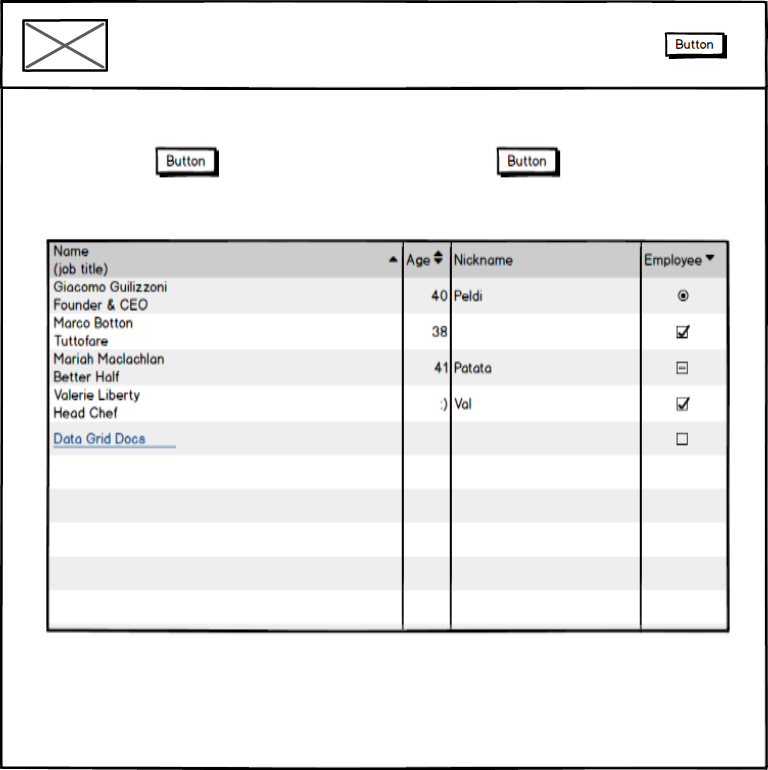 Button
Button
Button
Name
(job title)
Age
Nickname
Employee
Giacomo Guilizzoni
Founder & CEO
40
Peldi
Marco Botton
Tuttofare
38
Mariah Maclachlan
Better Half
41
Patata
Valerie Liberty
Head Chef
:)
Val
Data Grid Docs